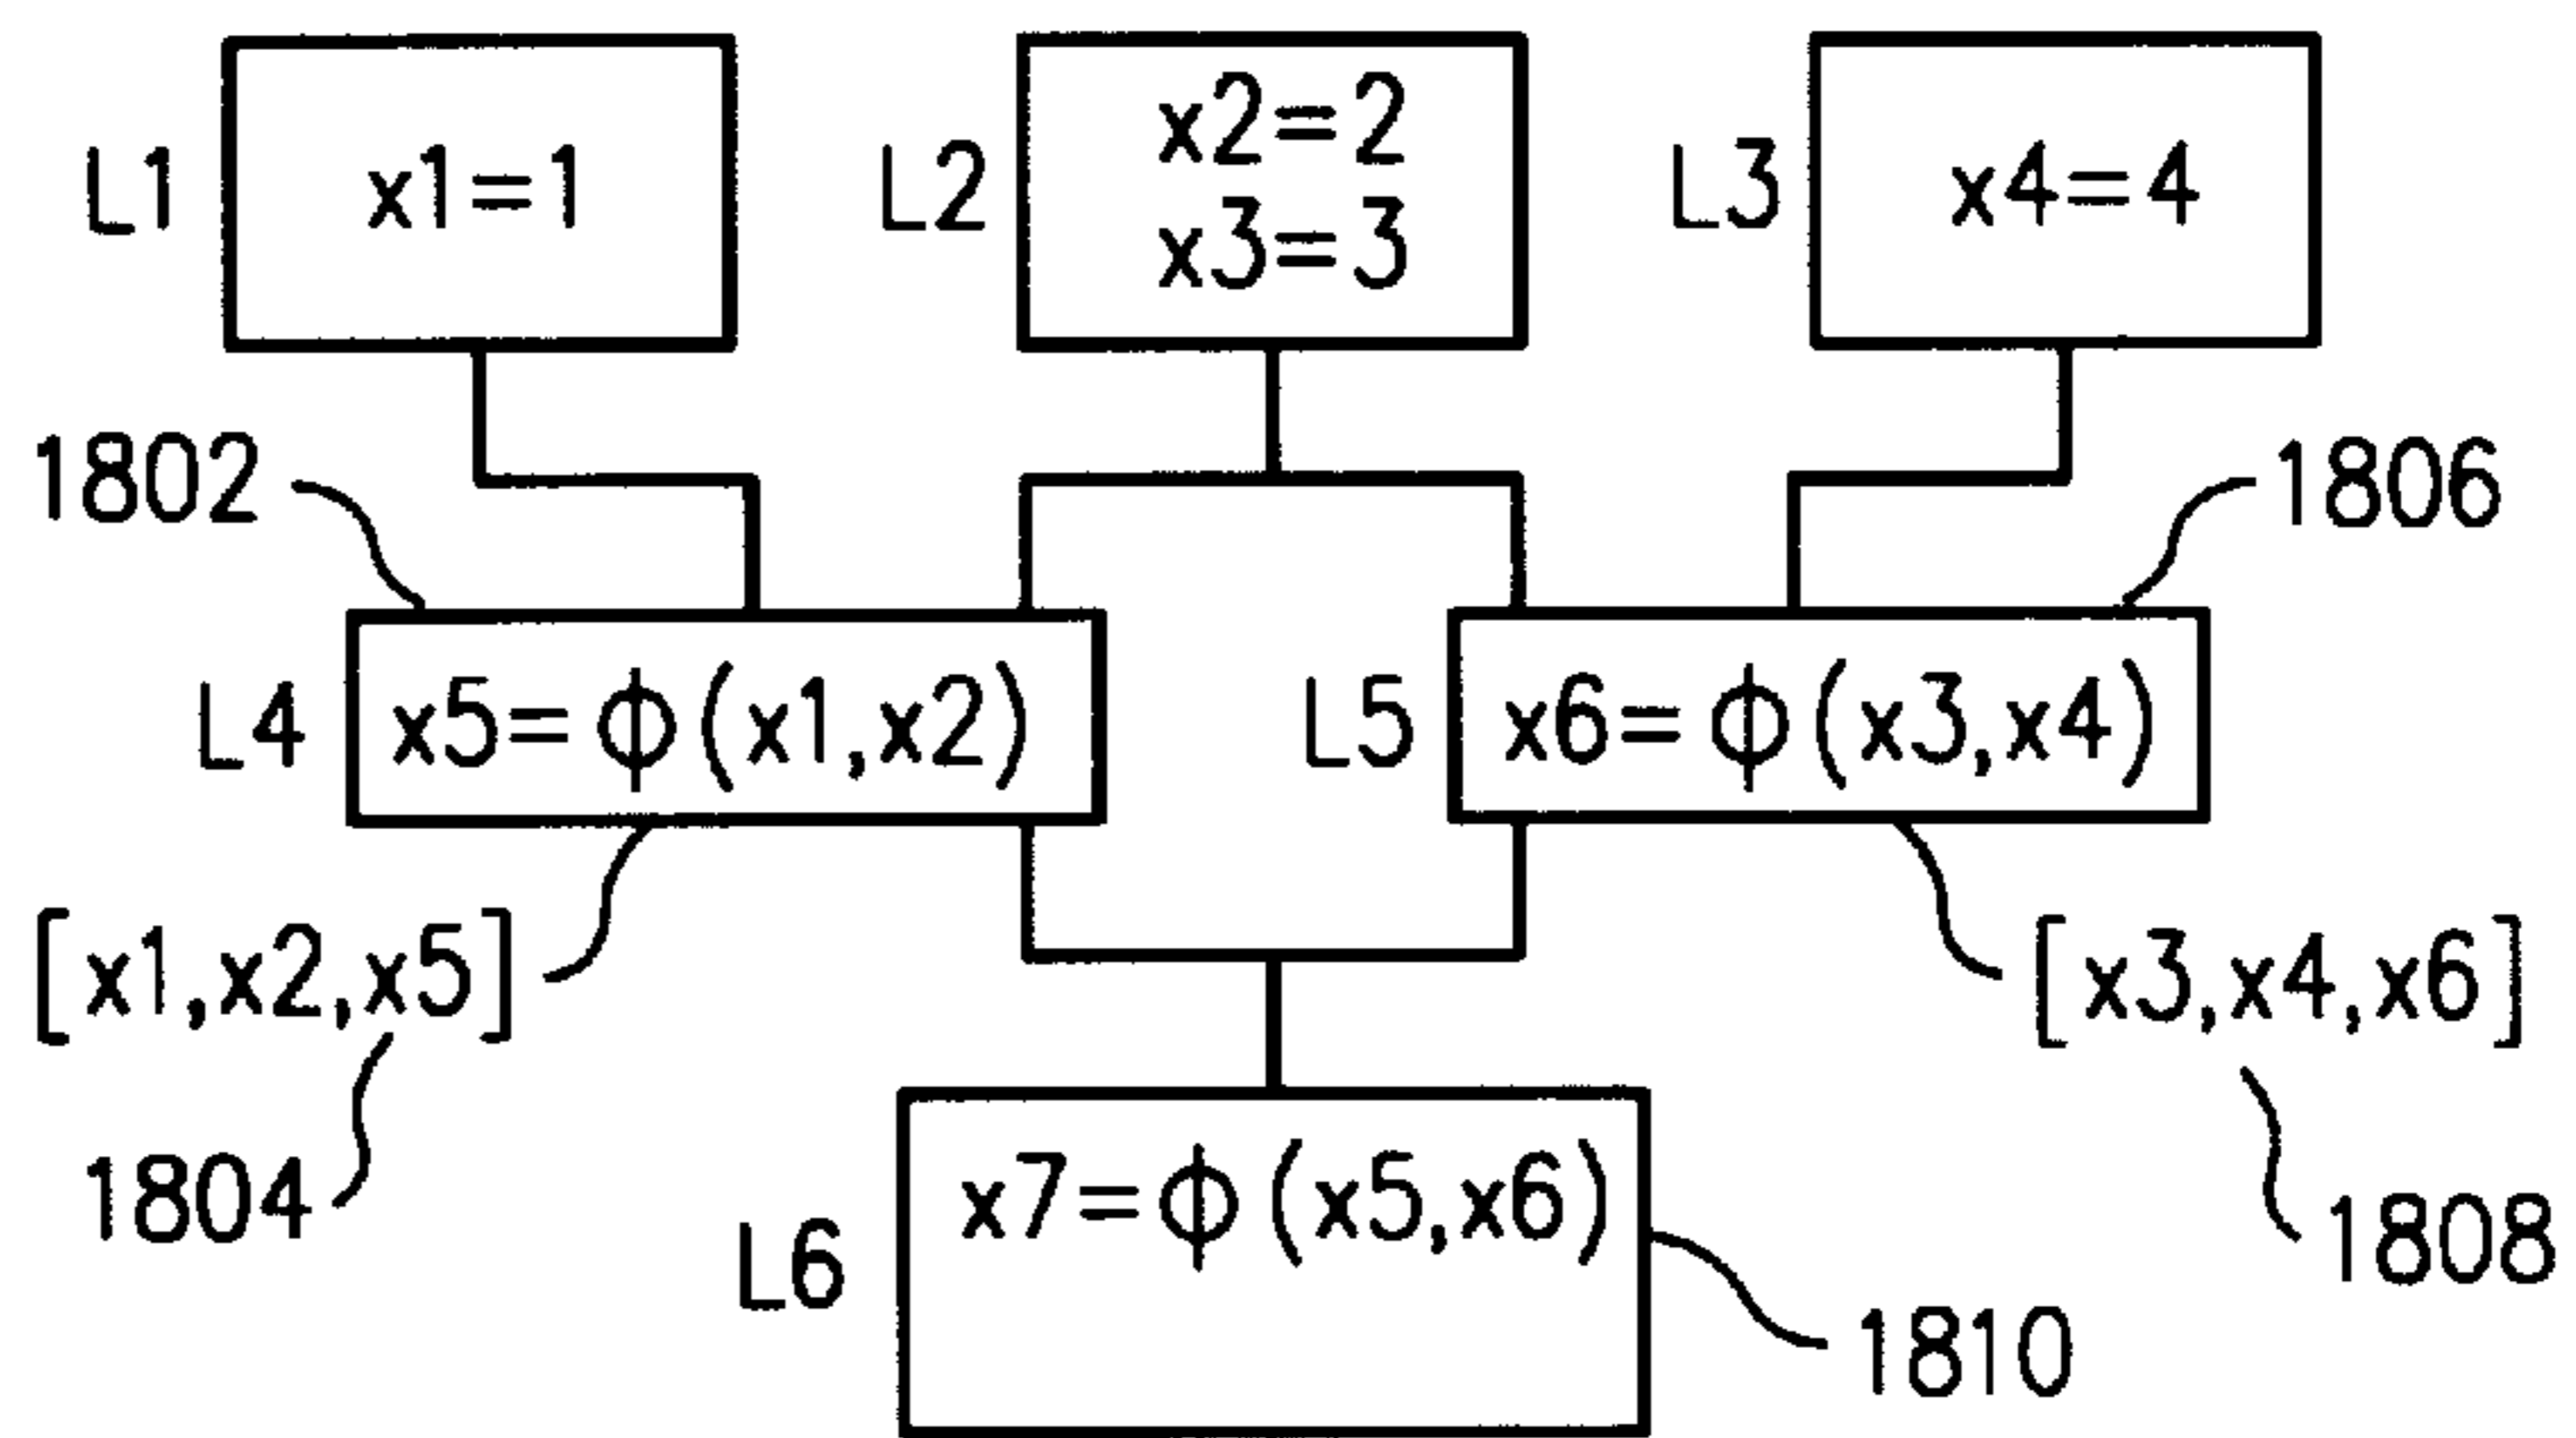 L1
x1=1
L2
x2=2
x3=3
L3
x4=4
1802
1806
L4
x5=ϕ(x1,x2)
L5
x6=ϕ(x3,x4)
[x1,x2,x5]
[x3,x4,x6]
1804
1808
L6
x7=ϕ(x5,x6)
1810